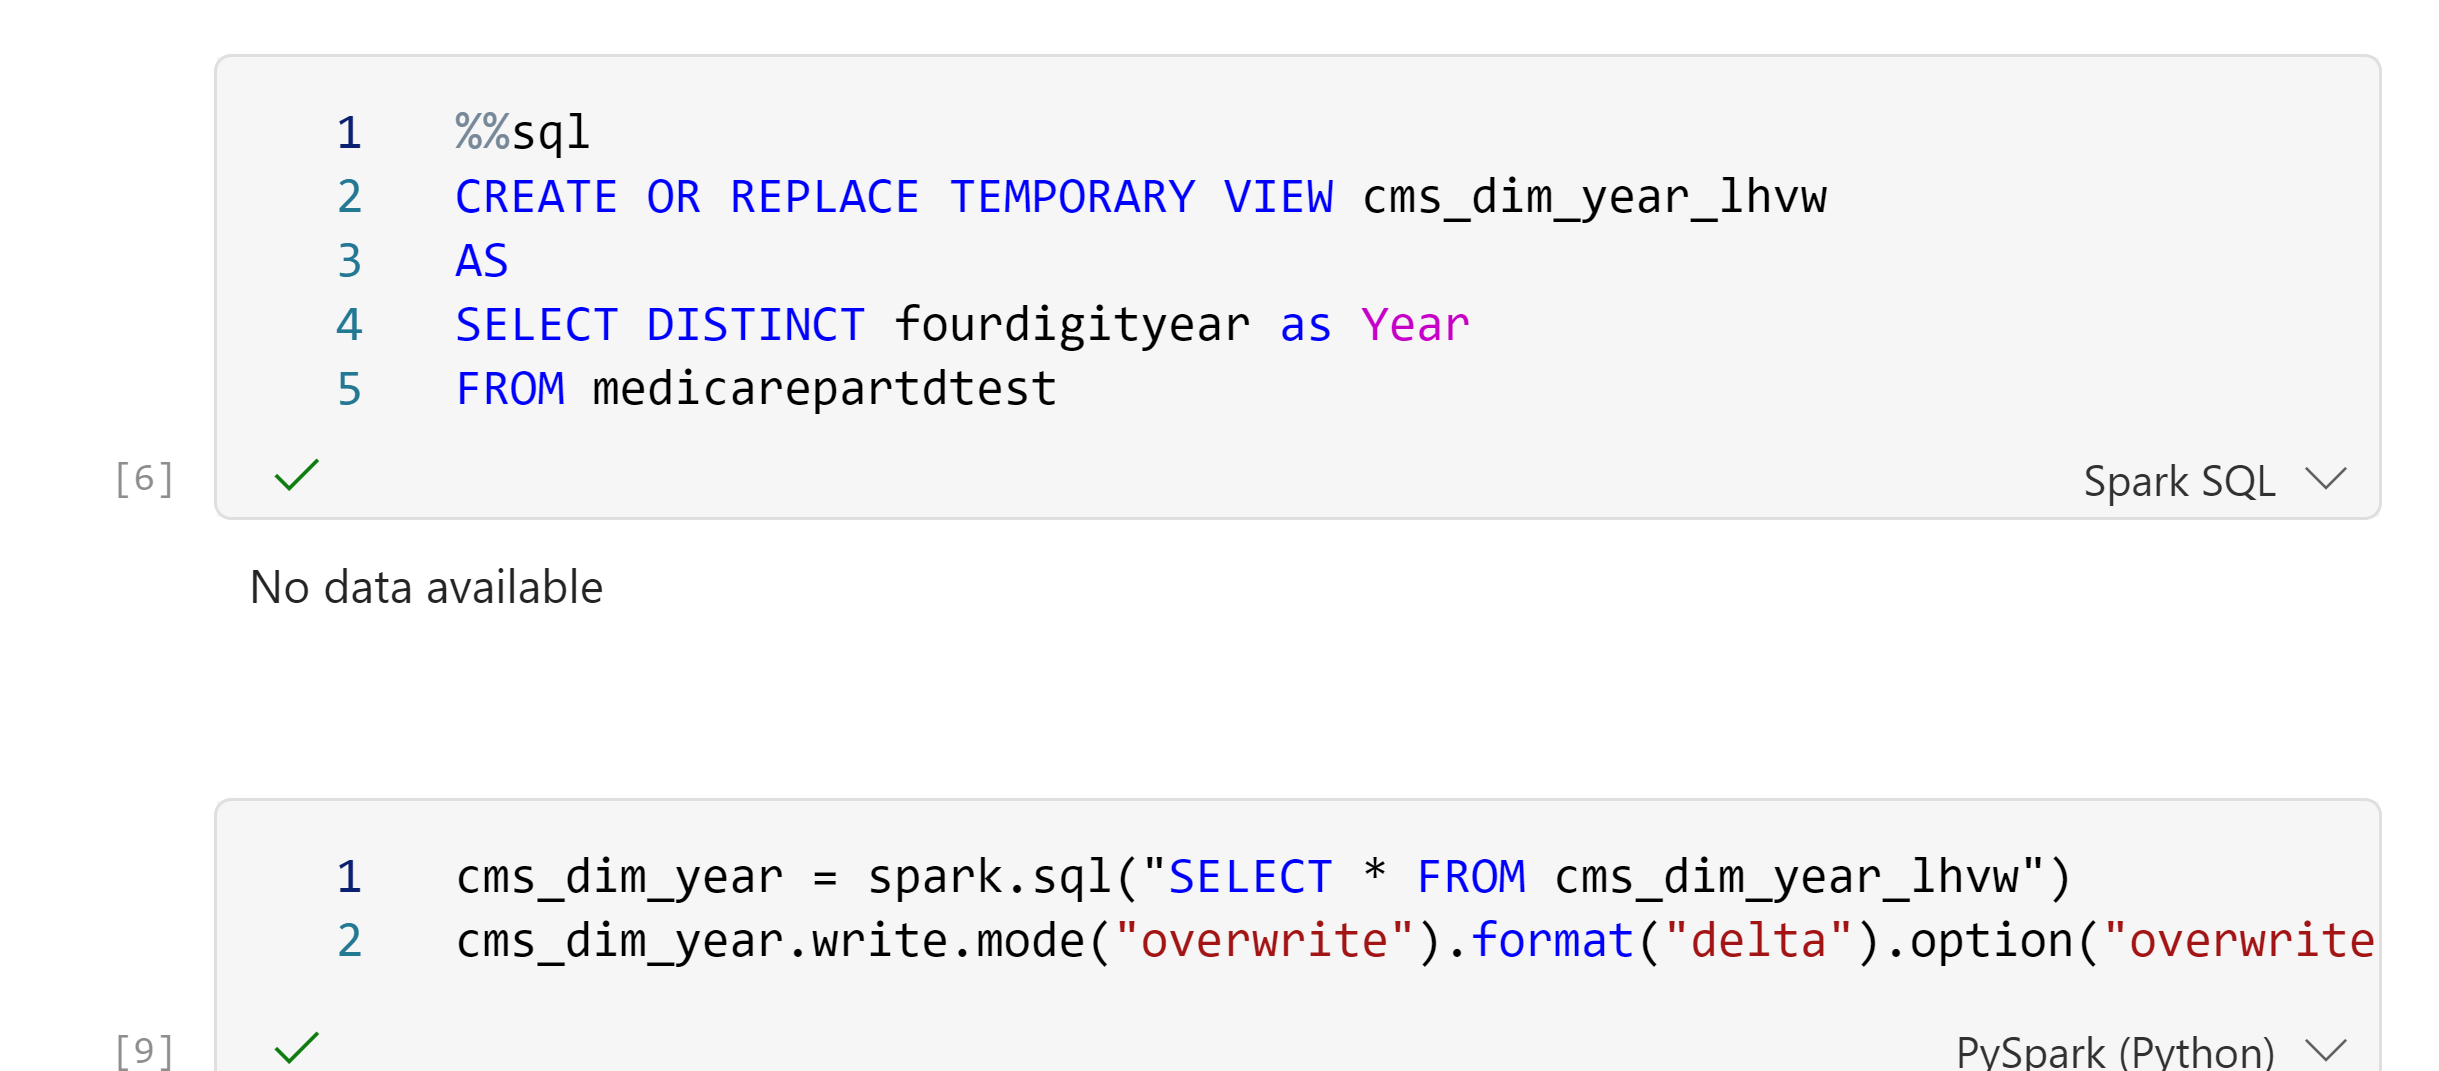 1 %%sql
2 CREATE OR REPLACE TEMPORARY VIEW cms_dim_year_lhvw
3 AS
4 SELECT DISTINCT fourdigityear as Year
5 FROM medicarepartdtest
[6] Spark SQL
No data available
1 cms_dim_year = spark.sql("SELECT * FROM cms_dim_year_lhvw")
2 cms_dim_year.write.mode("overwrite").format("delta").option("overwrite
[9] PySpark (Python)